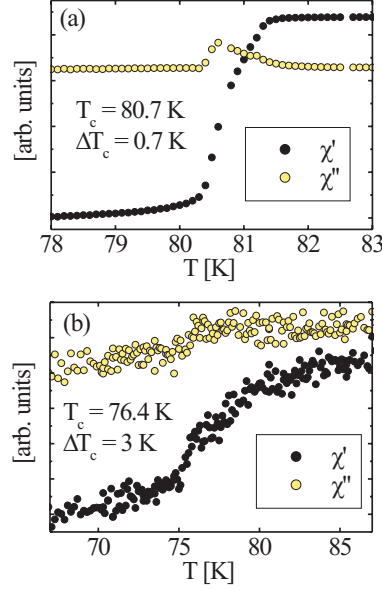 (a)
[arb. units]
T_c = 80.7 K
ΔT_c = 0.7 K
χ'
χ''
78 79 80 81 82 83
T [K]
(b)
[arb. units]
T_c = 76.4 K
ΔT_c = 3 K
χ'
χ''
70 75 80 85
T [K]